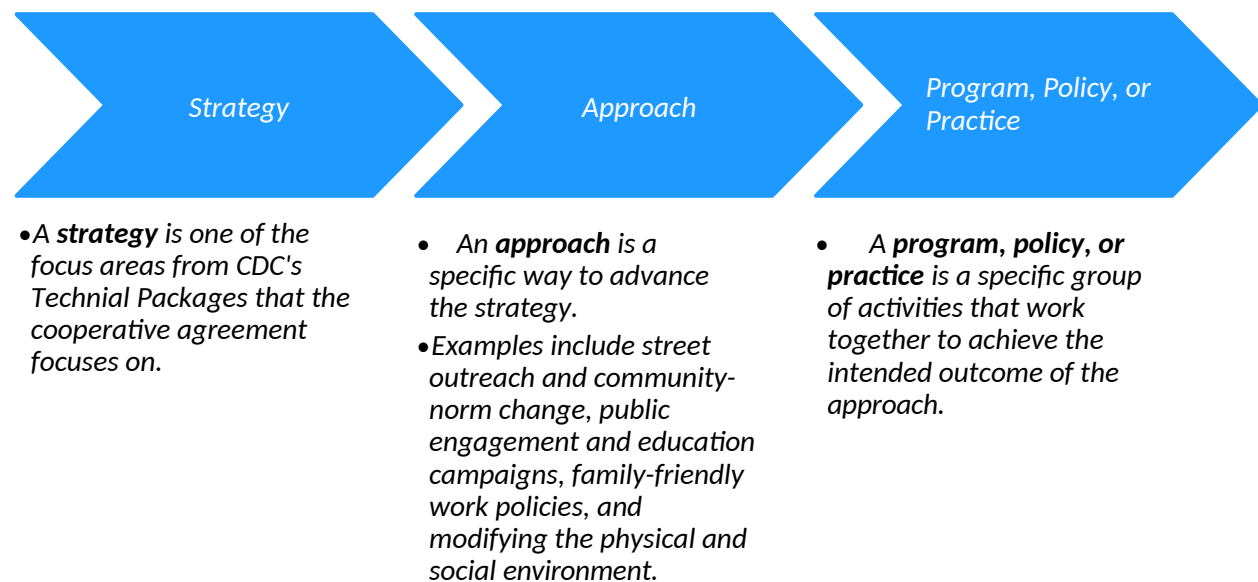 Strategy
Approach
Program, Policy, or
Practice
•A strategy is one of the
focus areas from CDC's
Technial Packages that the
cooperative agreement
focuses on.
• An approach is a
specific way to advance
the strategy.
•Examples include street
outreach and community-
norm change, public
engagement and education
campaigns, family-friendly
work policies, and
modifying the physical and
social environment.
• A program, policy, or
practice is a specific group
of activities that work
together to achieve the
intended outcome of the
approach.